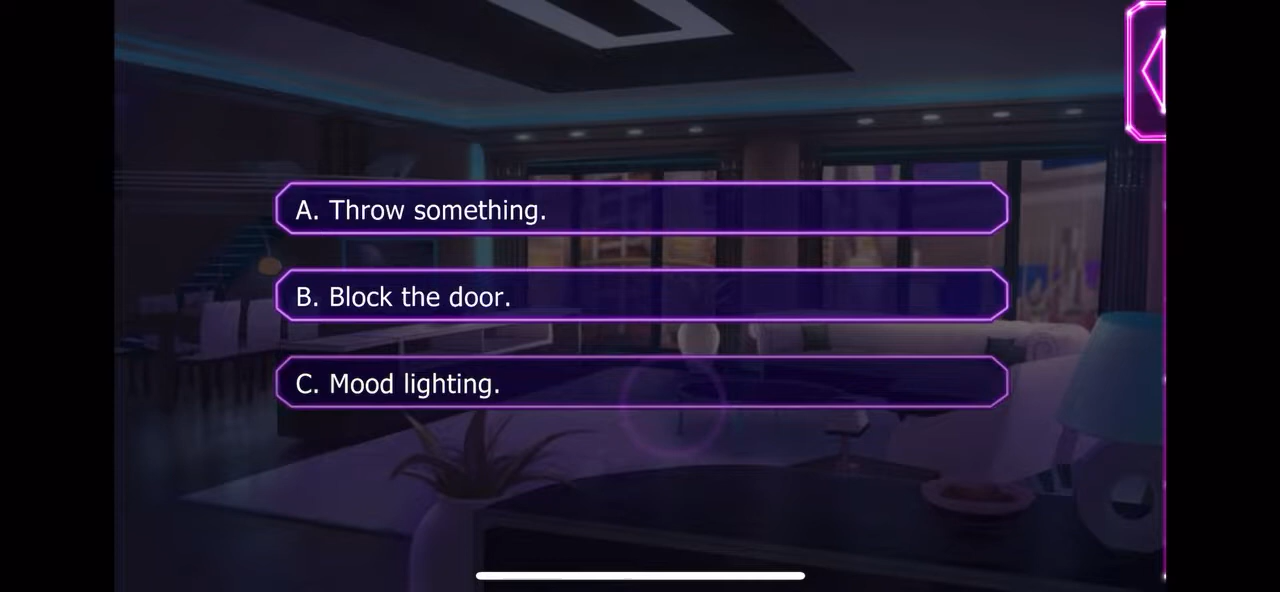 A. Throw something.
B. Block the door.
C. Mood lighting.